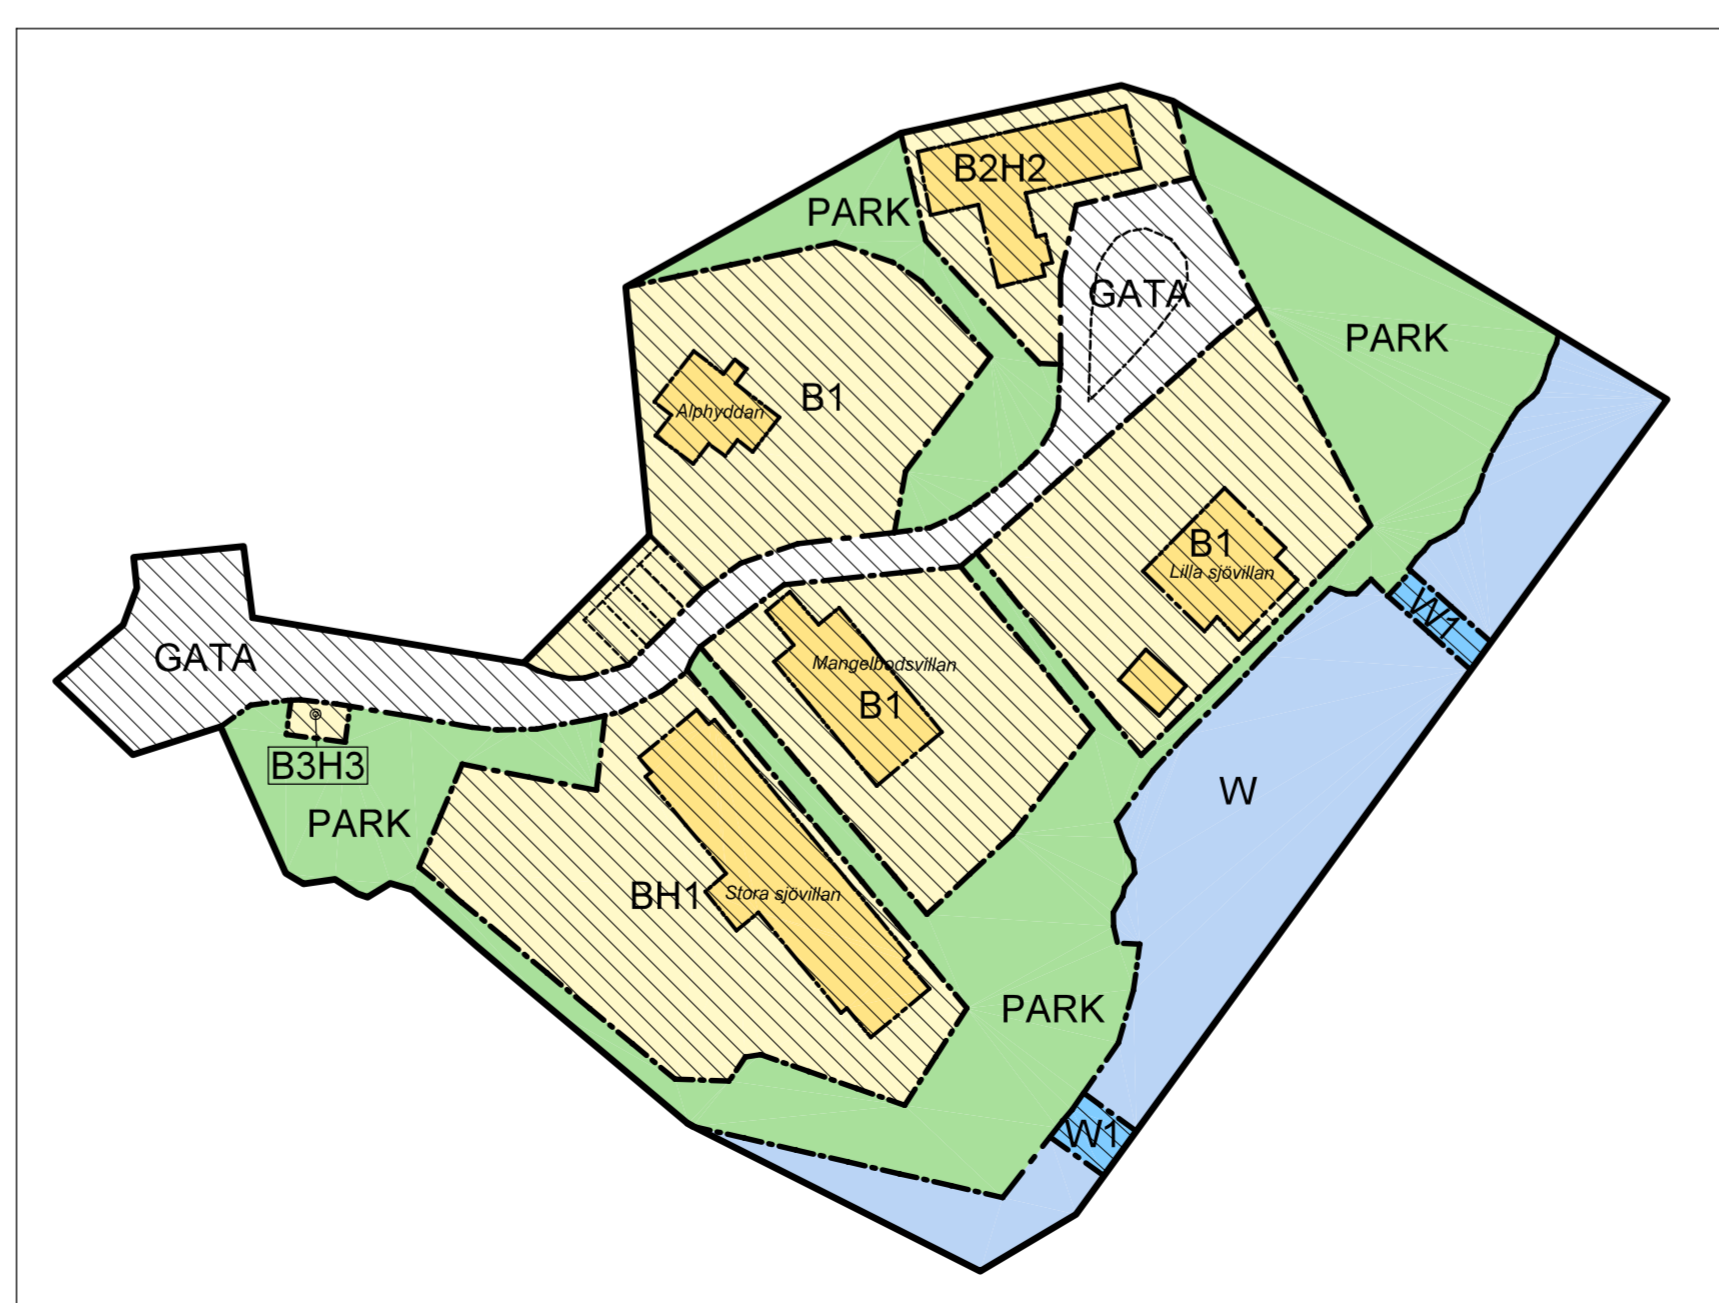 B2H2
PARK
GATA
PARK
B1
Alphyddan
B1
Lilla sjövillan
W1
GATA
Mangelbodsvillan
B1
B3H3
PARK
W
BH1
Stora sjövillan
PARK
W1